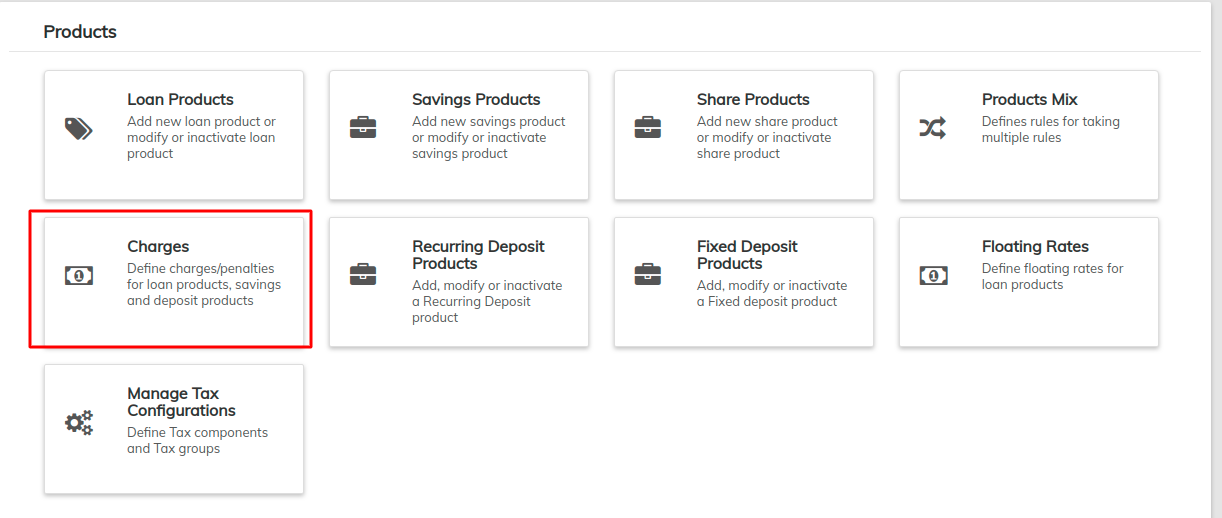 Products
Loan Products
Add new loan product or
modify or inactivate loan
product
Savings Products
Add new savings product
or modify or inactivate
savings product
Share Products
Add new share product
or modify or inactivate
share product
Products Mix
Defines rules for taking
multiple rules
Charges
Define charges/penalties
for loan products, savings
and deposit products
Recurring Deposit
Products
Add, modify or inactivate
a Recurring Deposit
product
Fixed Deposit
Products
Add, modify or inactivate
a Fixed deposit product
Floating Rates
Define floating rates for
loan products
Manage Tax
Configurations
Define Tax components
and Tax groups